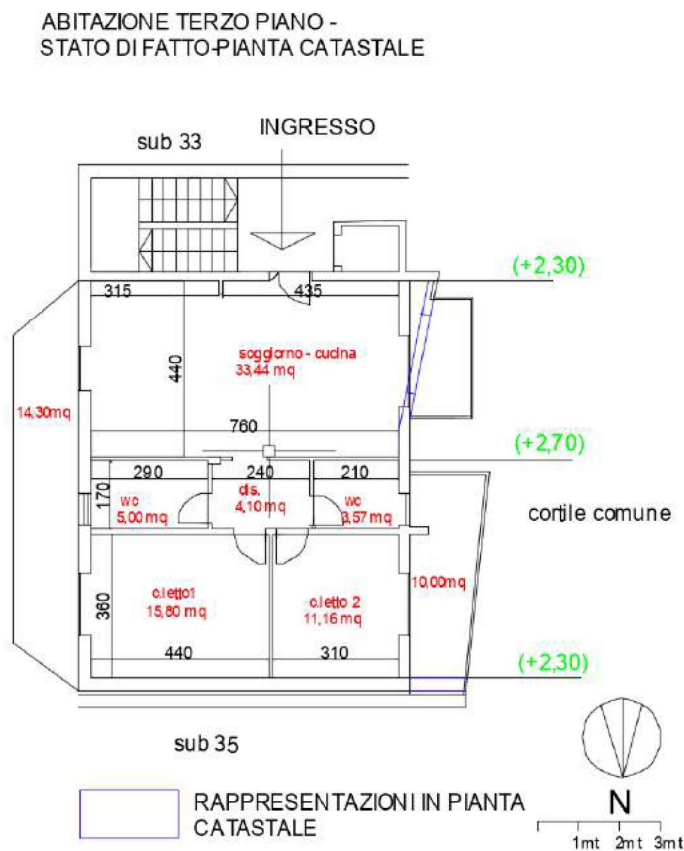 ABITAZIONE TERZO PIANO -
STATO DI FATTO-PIANTA CATASTALE
INGRESSO
sub 33
(+2,30)
315
435
soggiorno - cucina
33,44 mq
440
14,30mq
760
(+2,70)
290
240
210
170
wc
5,00 mq
dis.
4,10 mq
wc
3,57 mq
cortile comune
c.letto1
15,80 mq
c.letto 2
11,16 mq
10,00mq
360
440
310
(+2,30)
sub 35
RAPPRESENTAZIONI IN PIANTA
CATASTALE
N
1mt 2mt 3mt